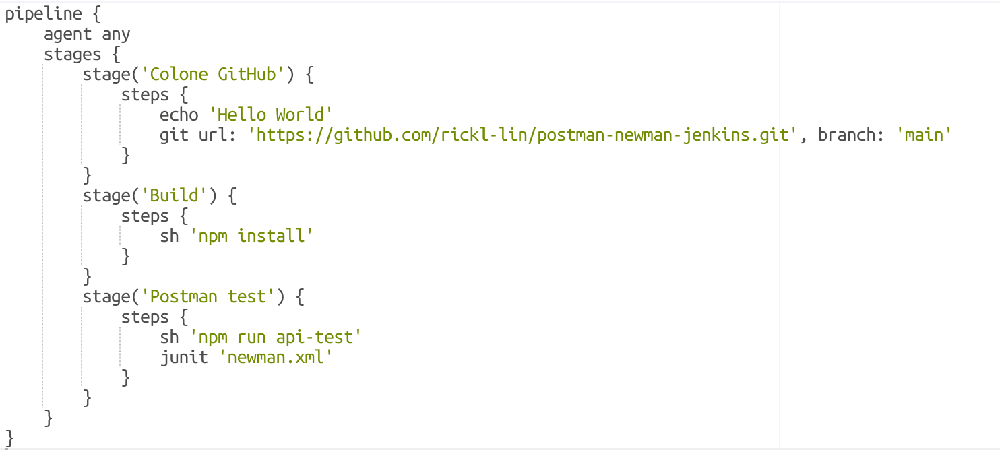 pipeline {
    agent any
    stages {
        stage('Colone GitHub') {
            steps {
                echo 'Hello World'
                git url: 'https://github.com/rickl-lin/postman-newman-jenkins.git', branch: 'main'
            }
        }
        stage('Build') {
            steps {
                sh 'npm install'
            }
        }
        stage('Postman test') {
            steps {
                sh 'npm run api-test'
                junit 'newman.xml'
            }
        }
    }
}